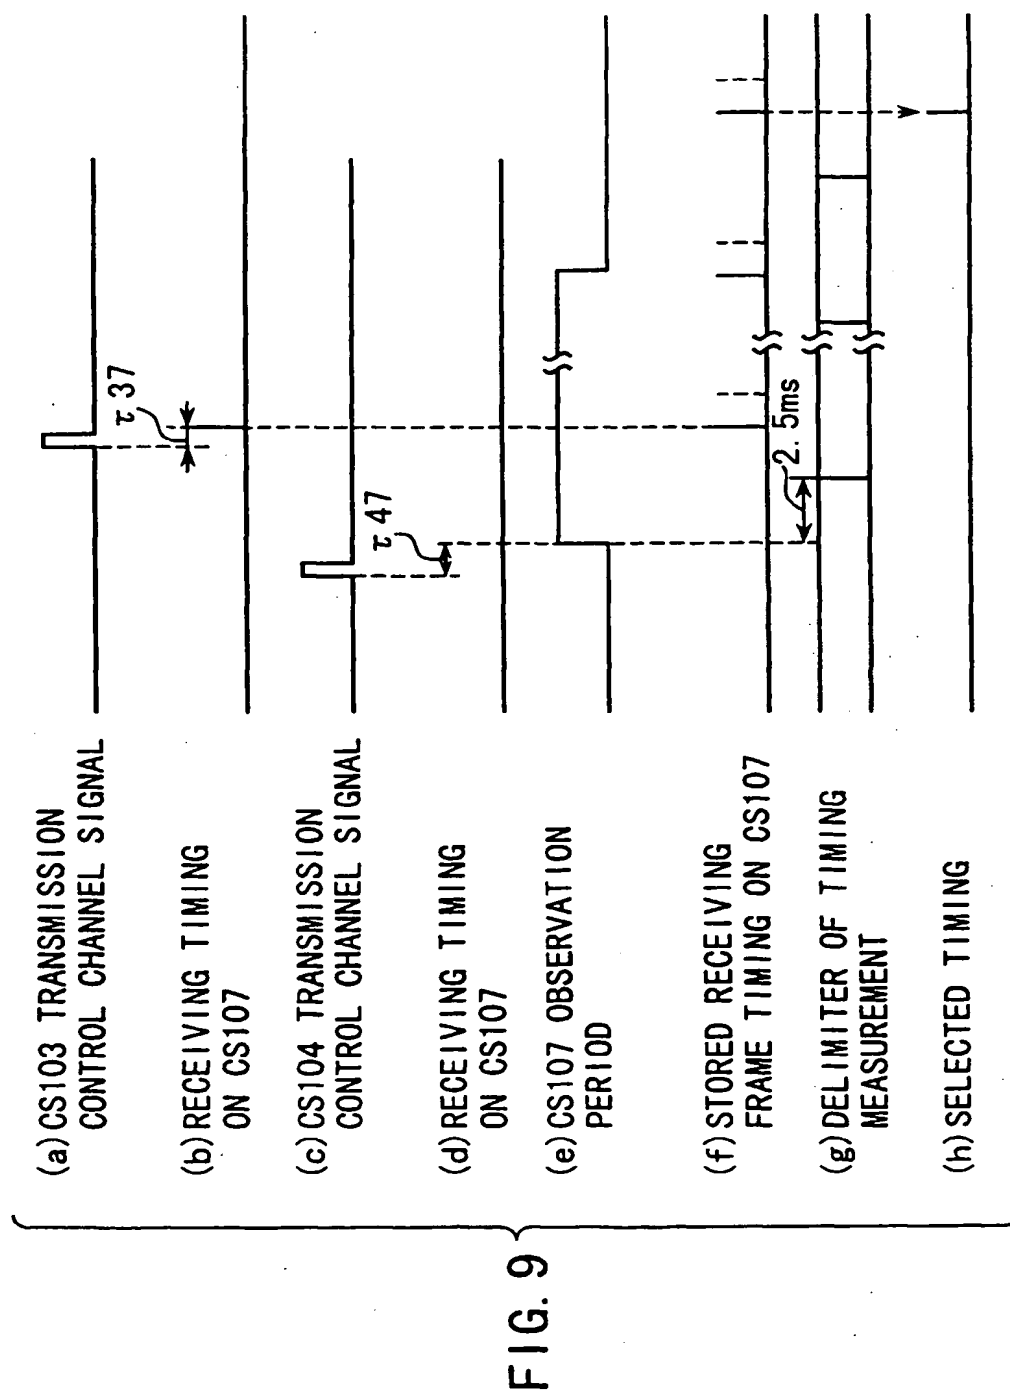 (a) CS103 TRANSMISSION
CONTROL CHANNEL SIGNAL
τ37
(b) RECEIVING TIMING
ON CS107
(c) CS104 TRANSMISSION
CONTROL CHANNEL SIGNAL
τ47
(d) RECEIVING TIMING
ON CS107
(e) CS107 OBSERVATION
PERIOD
(f) STORED RECEIVING
FRAME TIMING ON CS107
2.5ms
(g) DELIMITER OF TIMING
MEASUREMENT
(h) SELECTED TIMING
FIG. 9